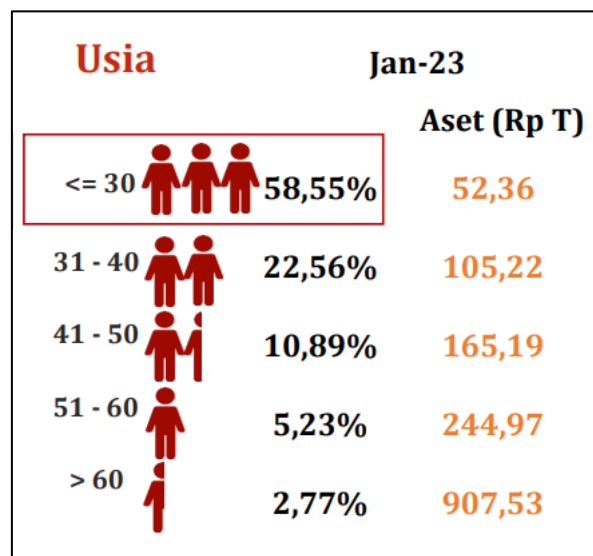 Usia Jan-23
Aset (Rp T)
<= 30 58,55% 52,36
31 - 40 22,56% 105,22
41 - 50 10,89% 165,19
51 - 60 5,23% 244,97
> 60 2,77% 907,53